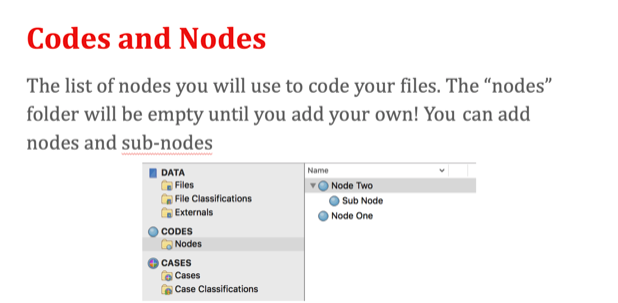 Codes and Nodes
The list of nodes you will use to code your files. The “nodes”
folder will be empty until you add your own! You can add
nodes and sub-nodes
DATA
Files
File Classifications
Externals
CODES
Nodes
CASES
Cases
Case Classifications
Name
Node Two
Sub Node
Node One